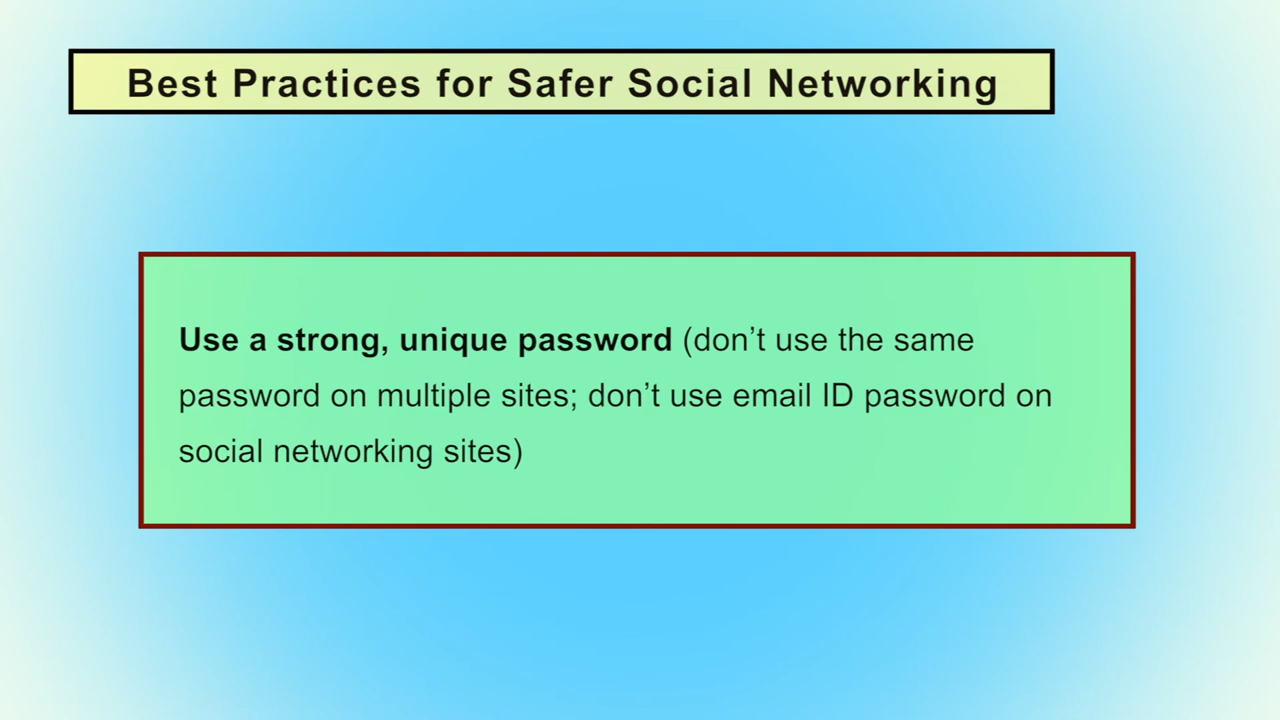 Best Practices for Safer Social Networking
Use a strong, unique password (don’t use the same
password on multiple sites; don’t use email ID password on
social networking sites)